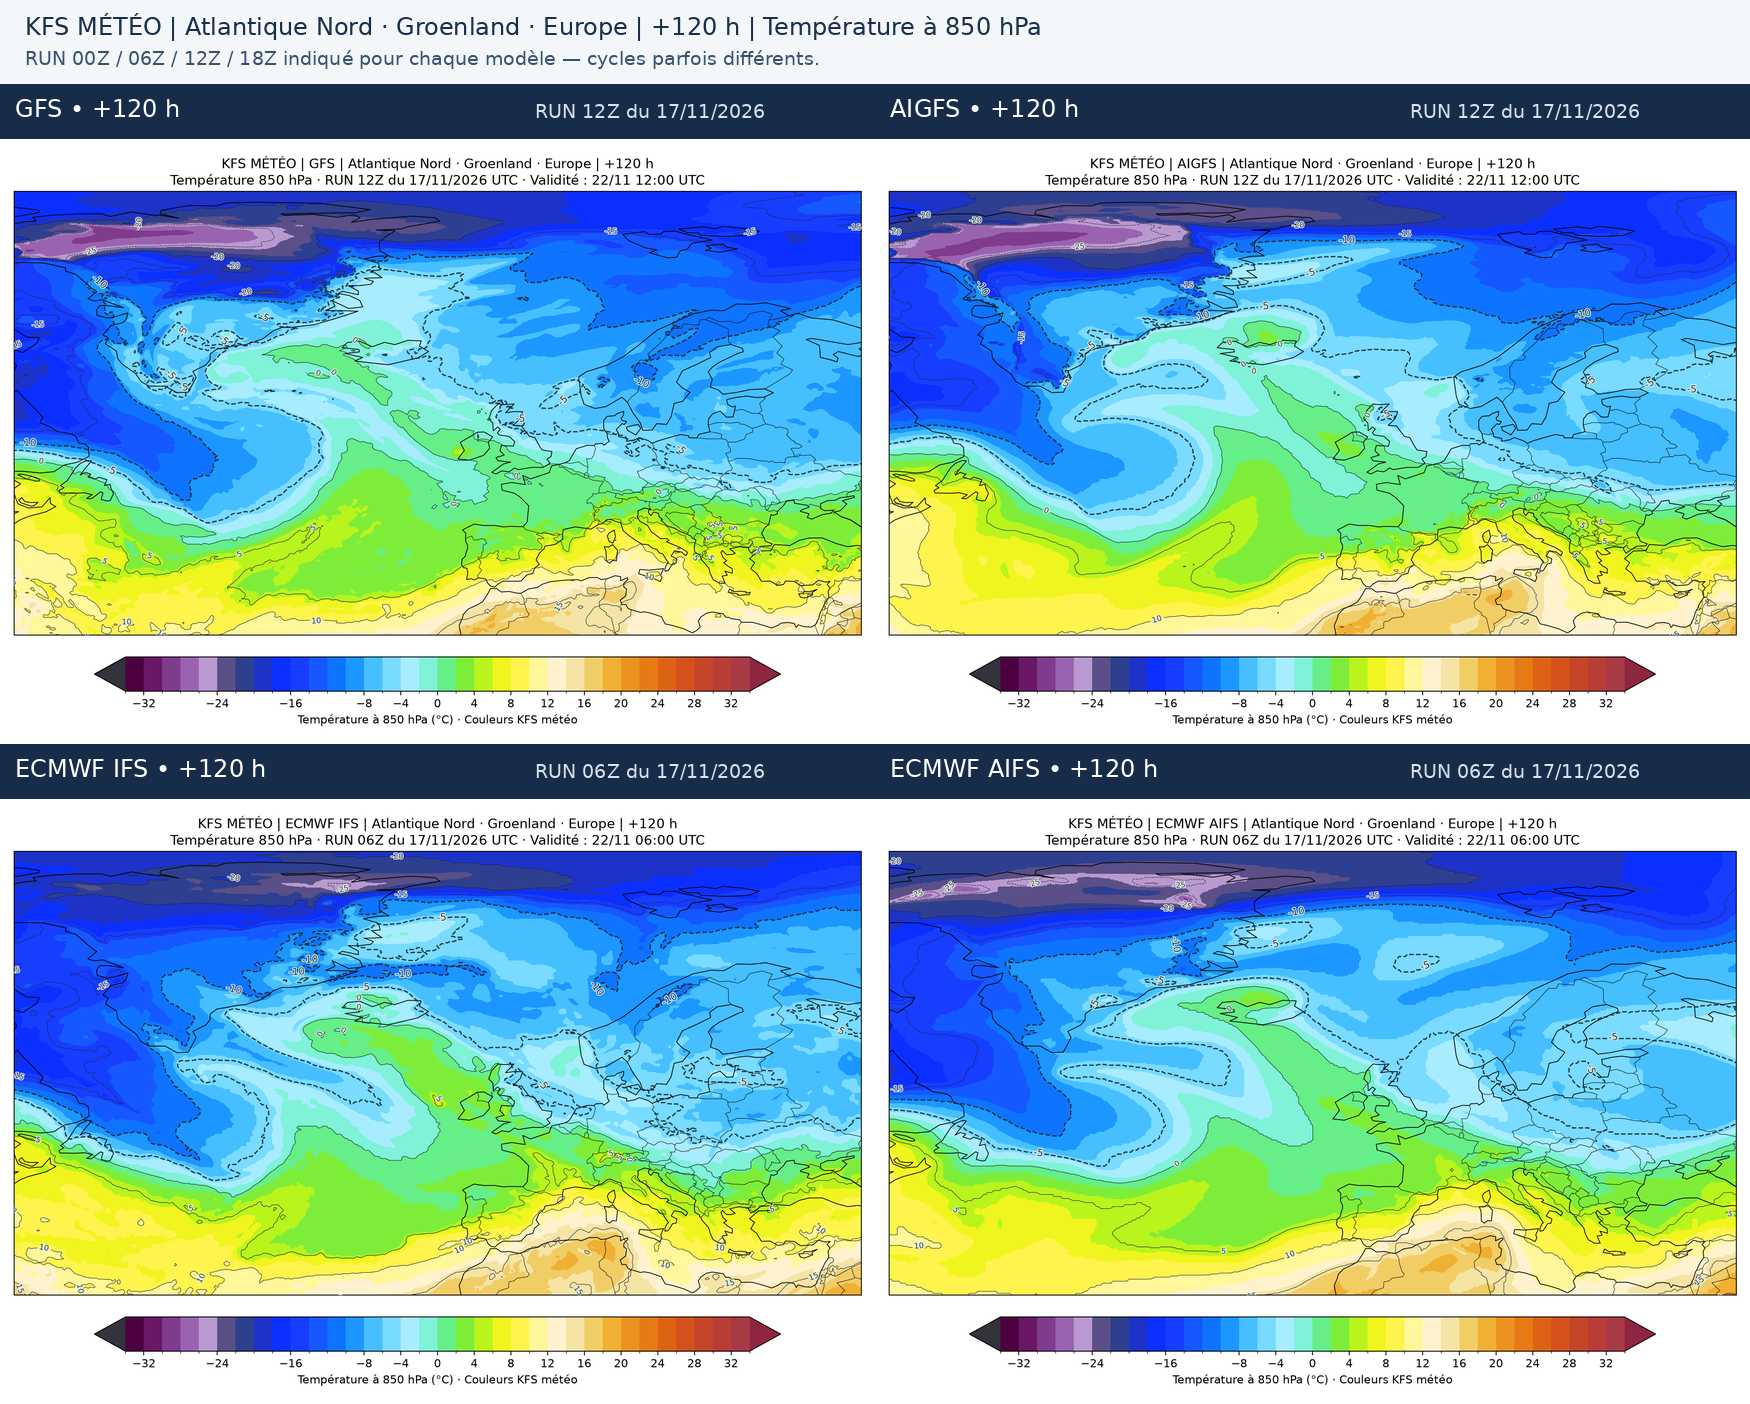 KFS MÉTÉO | Atlantique Nord · Groenland · Europe | +120 h | Température à 850 hPa
RUN 00Z / 06Z / 12Z / 18Z indiqué pour chaque modèle — cycles parfois différents.
GFS • +120 h
RUN 12Z du 17/11/2026
KFS MÉTÉO | GFS | Atlantique Nord · Groenland · Europe | +120 h
Température 850 hPa · RUN 12Z du 17/11/2026 UTC · Validité : 22/11 12:00 UTC
−32 −24 −16 −8 −4 0 4 8 12 16 20 24 28 32
Température à 850 hPa (°C) · Couleurs KFS météo
AIGFS • +120 h
RUN 12Z du 17/11/2026
KFS MÉTÉO | AIGFS | Atlantique Nord · Groenland · Europe | +120 h
Température 850 hPa · RUN 12Z du 17/11/2026 UTC · Validité : 22/11 12:00 UTC
−32 −24 −16 −8 −4 0 4 8 12 16 20 24 28 32
Température à 850 hPa (°C) · Couleurs KFS météo
ECMWF IFS • +120 h
RUN 06Z du 17/11/2026
KFS MÉTÉO | ECMWF IFS | Atlantique Nord · Groenland · Europe | +120 h
Température 850 hPa · RUN 06Z du 17/11/2026 UTC · Validité : 22/11 06:00 UTC
−32 −24 −16 −8 −4 0 4 8 12 16 20 24 28 32
Température à 850 hPa (°C) · Couleurs KFS météo
ECMWF AIFS • +120 h
RUN 06Z du 17/11/2026
KFS MÉTÉO | ECMWF AIFS | Atlantique Nord · Groenland · Europe | +120 h
Température 850 hPa · RUN 06Z du 17/11/2026 UTC · Validité : 22/11 06:00 UTC
−32 −24 −16 −8 −4 0 4 8 12 16 20 24 28 32
Température à 850 hPa (°C) · Couleurs KFS météo